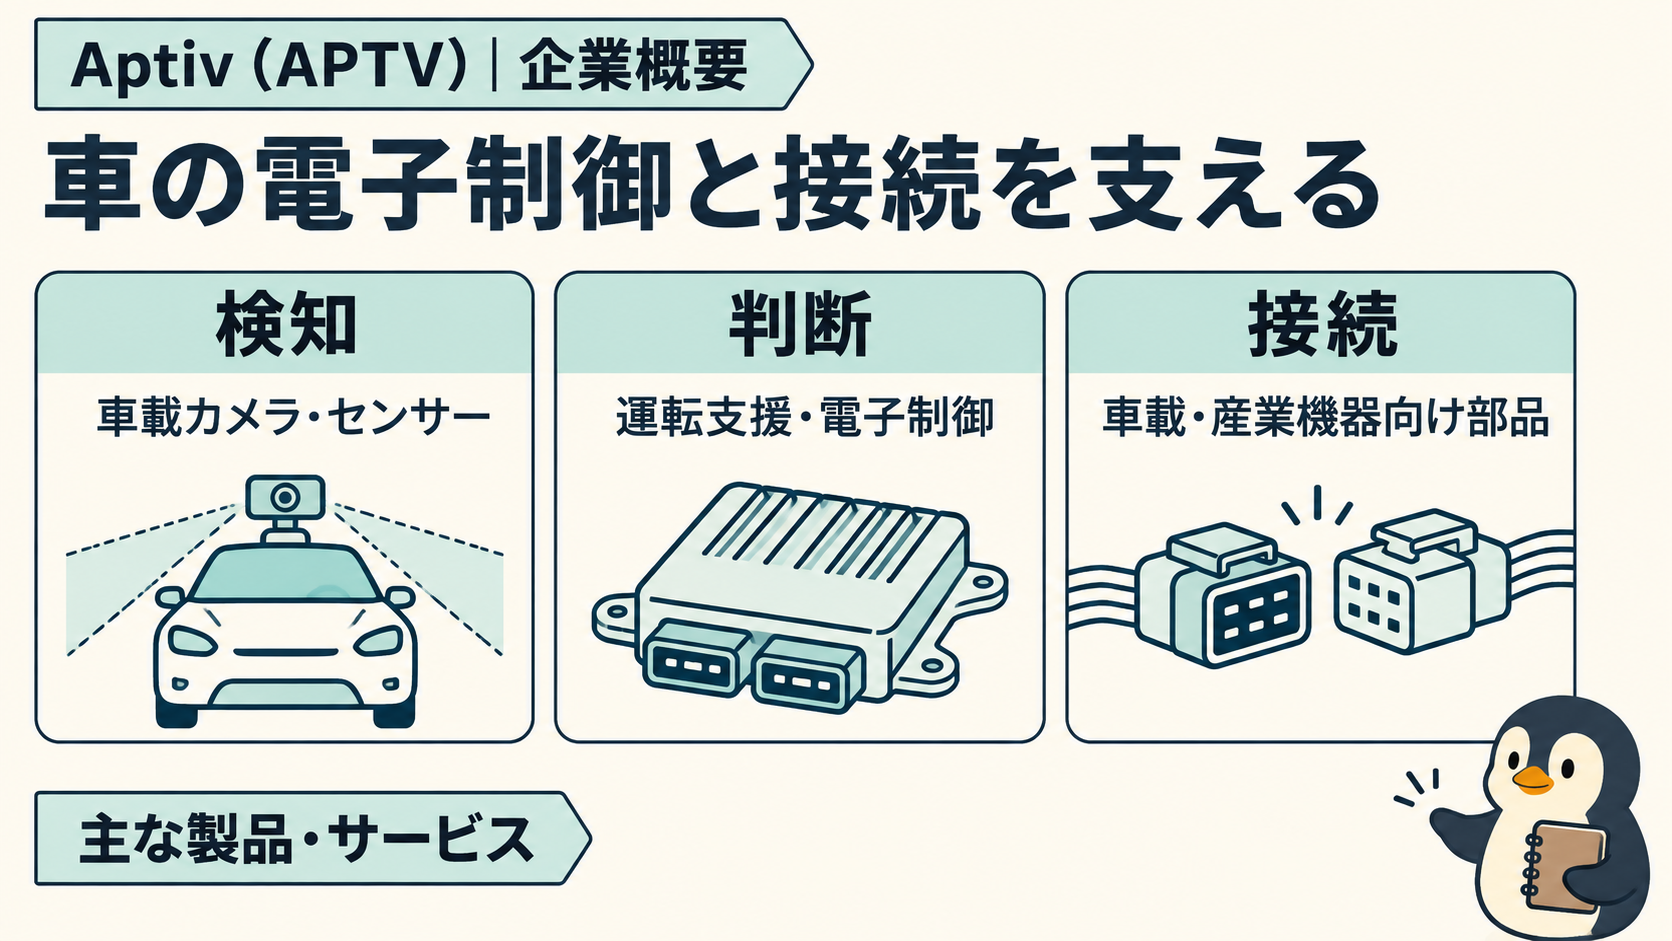 Aptiv（APTV）｜企業概要
車の電子制御と接続を支える
検知
車載カメラ・センサー
判断
運転支援・電子制御
接続
車載・産業機器向け部品
主な製品・サービス